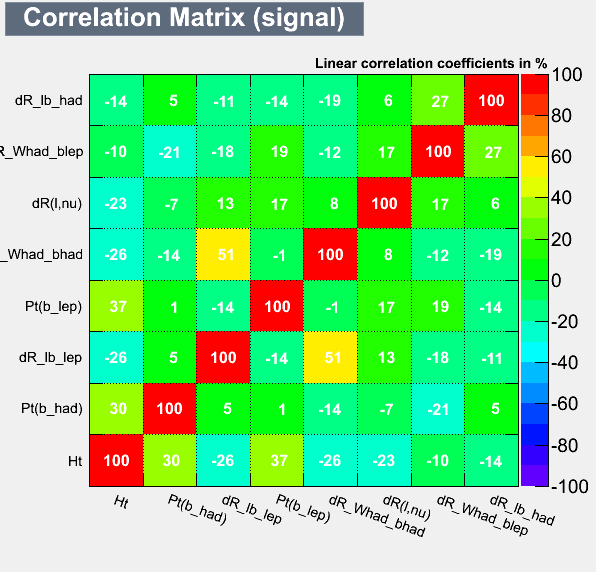 Correlation Matrix (signal)
Linear correlation coefficients in %
dR_lb_had -14 5 -11 -14 -19 6 27 100
R_Whad_blep -10 -21 -18 19 -12 17 100 27
dR(l,nu) -23 -7 13 17 8 100 17 6
_Whad_bhad -26 -14 51 -1 100 8 -12 -19
Pt(b_lep) 37 1 -14 100 -1 17 19 -14
dR_lb_lep -26 5 100 -14 51 13 -18 -11
Pt(b_had) 30 100 5 1 -14 -7 -21 5
Ht 100 30 -26 37 -26 -23 -10 -14
Ht Pt(b_had) dR_lb_lep Pt(b_lep) dR_Whad_bhad dR(l,nu) dR_Whad_blep dR_lb_had
100
80
60
40
20
0
-20
-40
-60
-80
-100